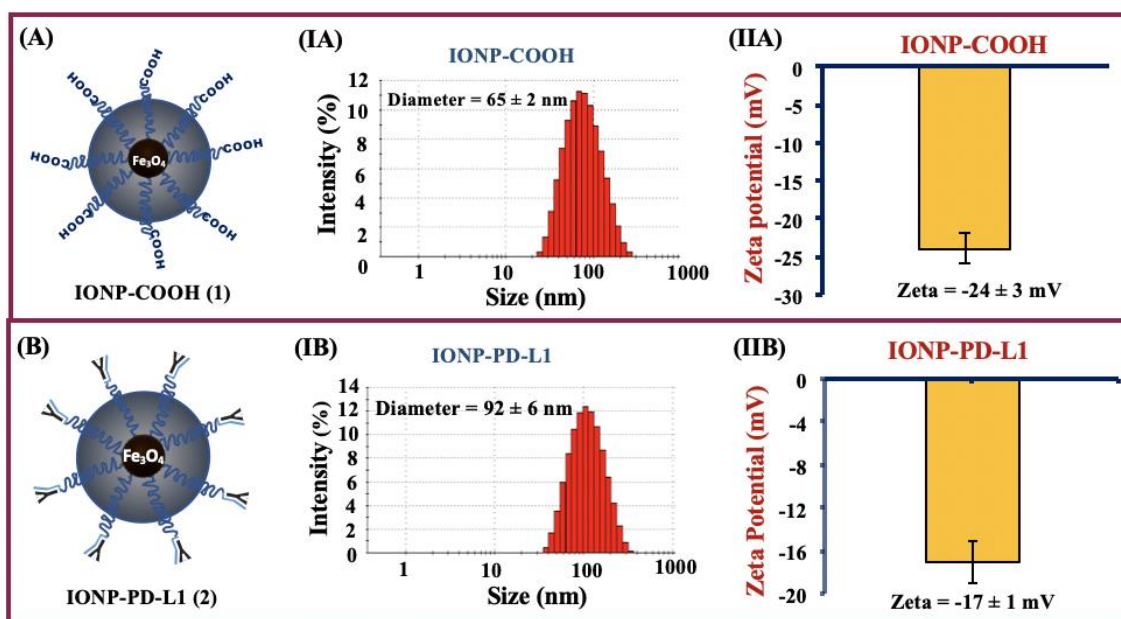 (A)
COOH
COOH
COOH
COOH
COOH
COOH
COOH
COOH
Fe₃O₄
IONP-COOH (1)
(IA)
IONP-COOH
Diameter = 65 ± 2 nm
Intensity (%)
12
10
8
6
4
2
0
1
10
100
1000
Size (nm)
(IIA)
IONP-COOH
Zeta potential (mV)
0
-5
-10
-15
-20
-25
-30
Zeta = -24 ± 3 mV
(B)
Fe₃O₄
IONP-PD-L1 (2)
(IB)
IONP-PD-L1
Diameter = 92 ± 6 nm
Intensity (%)
14
12
10
8
6
4
2
0
1
10
100
1000
Size (nm)
(IIB)
IONP-PD-L1
Zeta Potential (mV)
0
-4
-8
-12
-16
-20
Zeta = -17 ± 1 mV